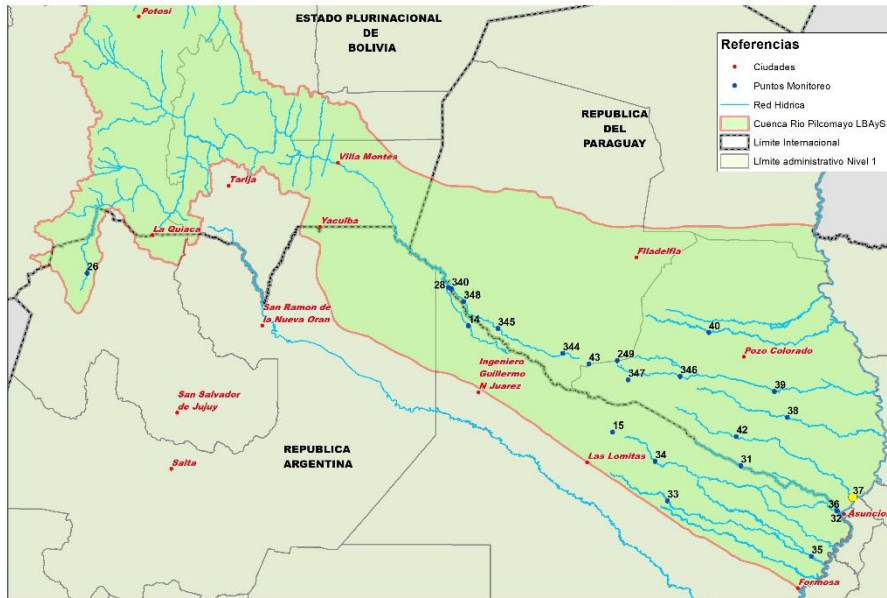 Potosi
ESTADO PLURINACIONAL
DE
BOLIVIA
REPUBLICA
DEL
PARAGUAY
Referencias
Ciudades
Puntos Monitoreo
Red Hidrica
Cuenca Rio Pilcomayo LBAyS
Límite Internacional
Límite administrativo Nivel 1
Villa Montes
Tarija
Yacuiba
La Quiaca
Filadelfia
26
28
340
348
14
345
San Ramon de
la Nueva Oran
344
43
249
347
346
40
Pozo Colorado
39
38
Ingeniero
Guillermo
N Juarez
San Salvador
de Jujuy
15
42
34
31
Las Lomitas
REPUBLICA
ARGENTINA
Salta
33
37
36
32
Asuncion
35
Formosa